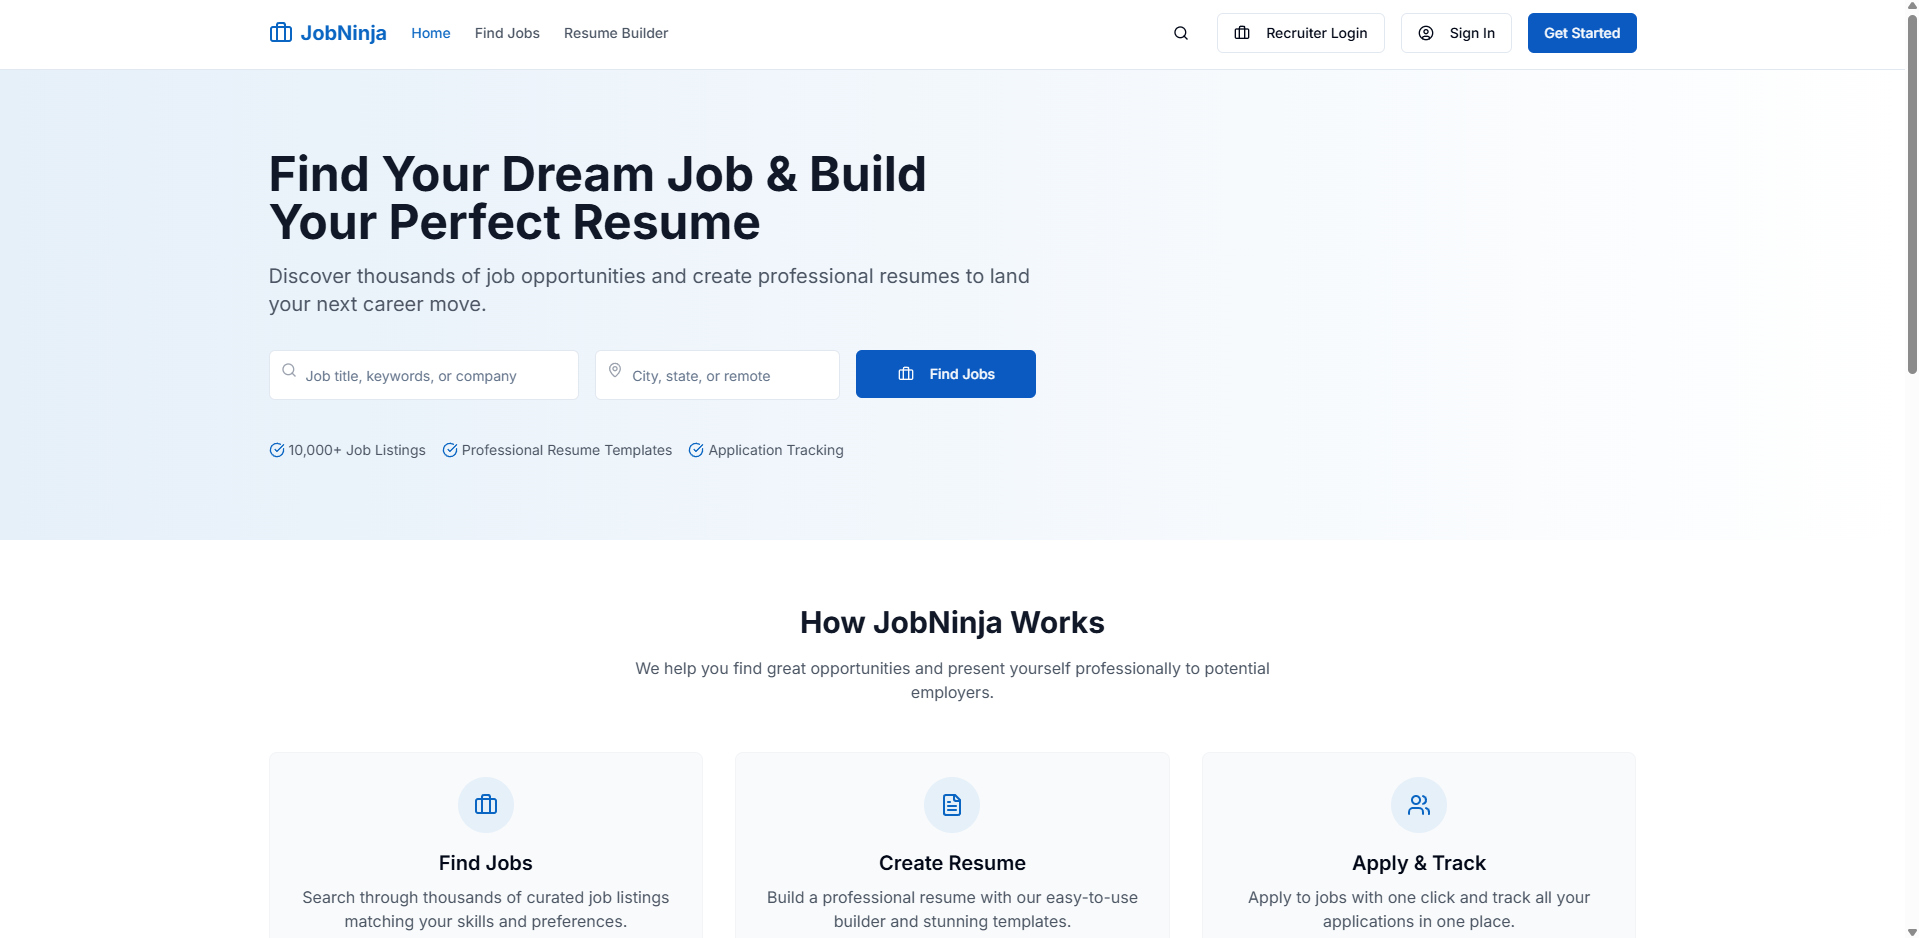 JobNinja
Home
Find Jobs
Resume Builder
Recruiter Login
Sign In
Get Started
Find Your Dream Job & Build
Your Perfect Resume
Discover thousands of job opportunities and create professional resumes to land
your next career move.
Job title, keywords, or company
City, state, or remote
Find Jobs
10,000+ Job Listings
Professional Resume Templates
Application Tracking
How JobNinja Works
We help you find great opportunities and present yourself professionally to potential
employers.
Find Jobs
Search through thousands of curated job listings
matching your skills and preferences.
Create Resume
Build a professional resume with our easy-to-use
builder and stunning templates.
Apply & Track
Apply to jobs with one click and track all your
applications in one place.